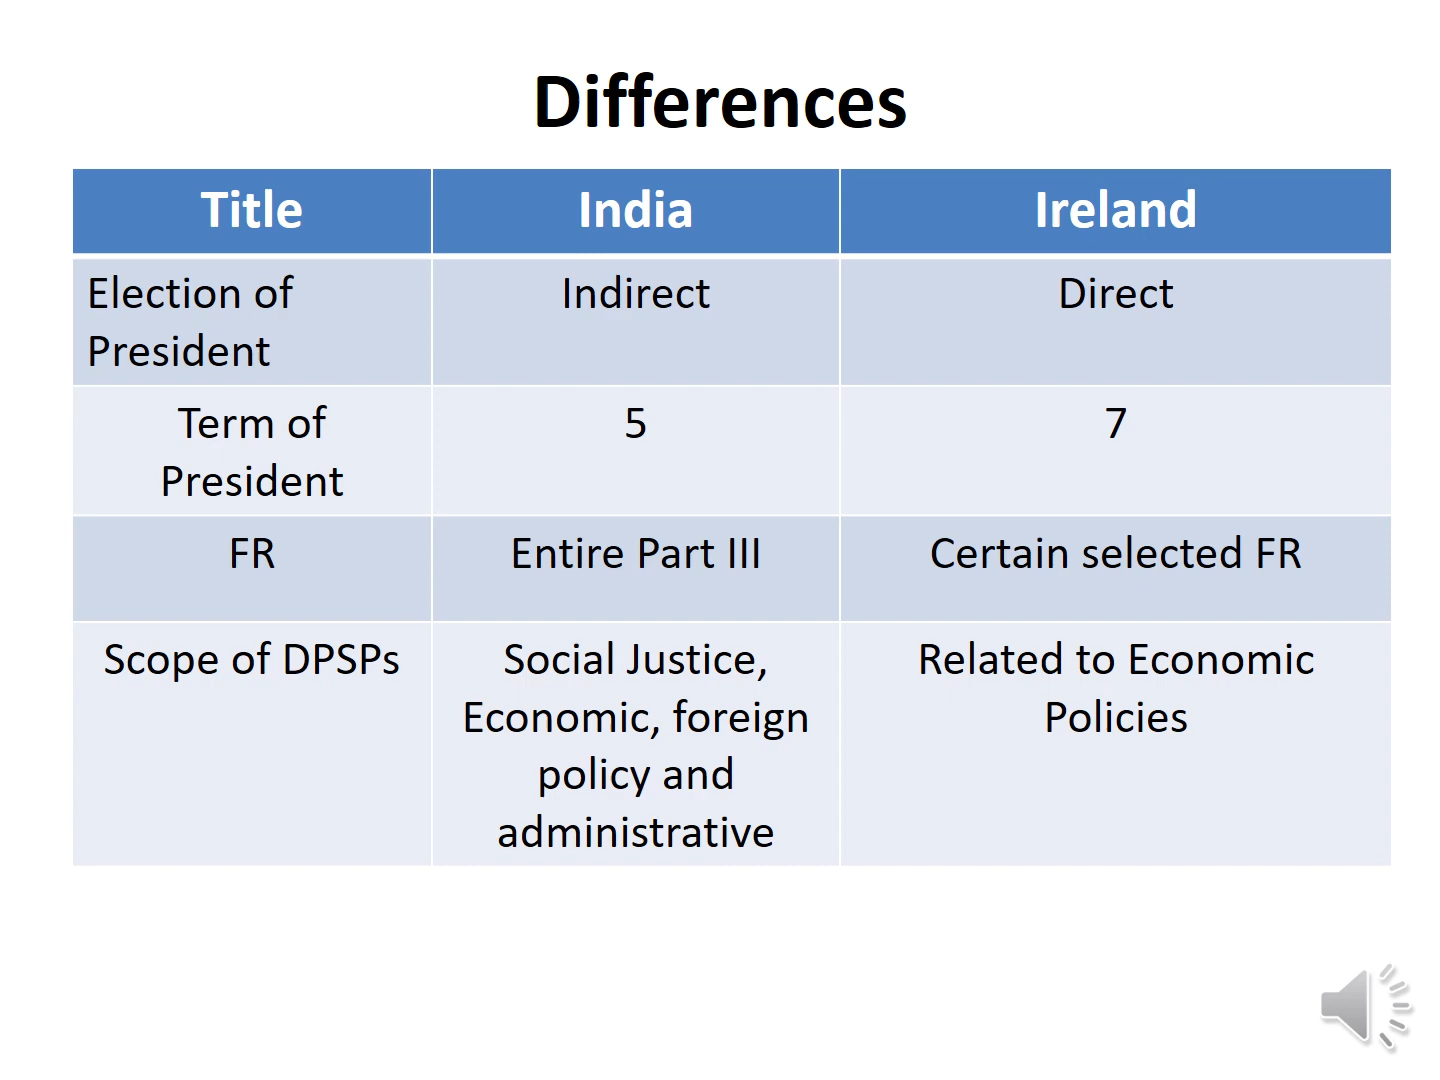 Differences
Title India Ireland
Election of
President
Indirect
Direct
Term of
President
5
7
FR
Entire Part III
Certain selected FR
Scope of DPSPs
Social Justice,
Economic, foreign
policy and
administrative
Related to Economic
Policies